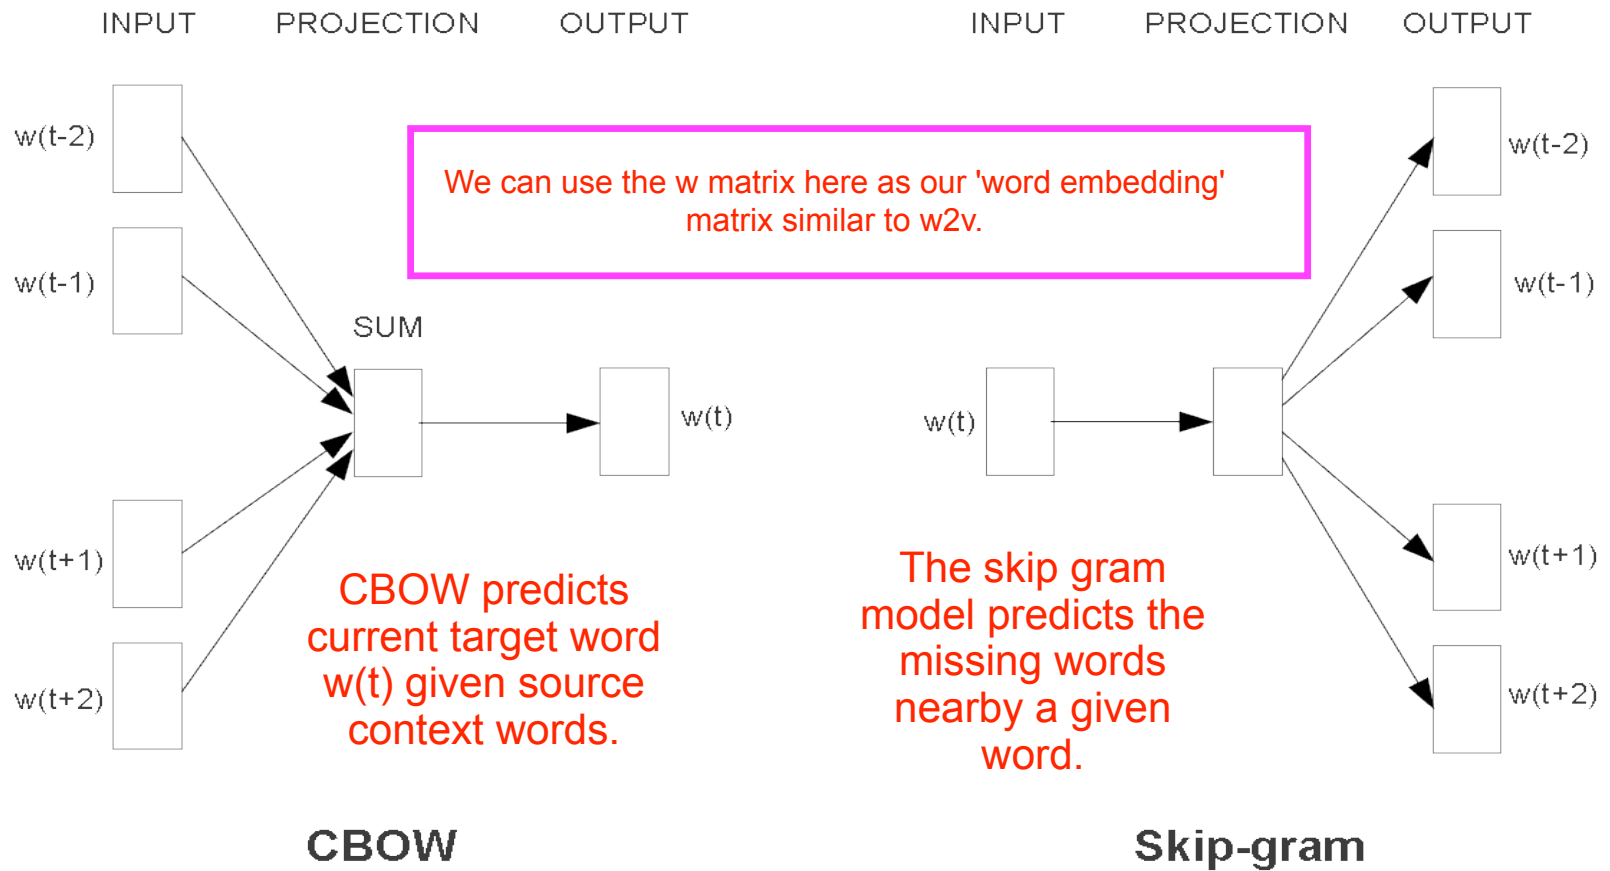 INPUT PROJECTION OUTPUT INPUT PROJECTION OUTPUT
w(t-2)
w(t-2)
We can use the w matrix here as our 'word embedding'
matrix similar to w2v.
w(t-1)
w(t-1)
SUM
w(t)
w(t)
w(t+1)
w(t+1)
CBOW predicts
current target word
w(t) given source
context words.
The skip gram
model predicts the
missing words
nearby a given
word.
w(t+2)
w(t+2)
CBOW
Skip-gram